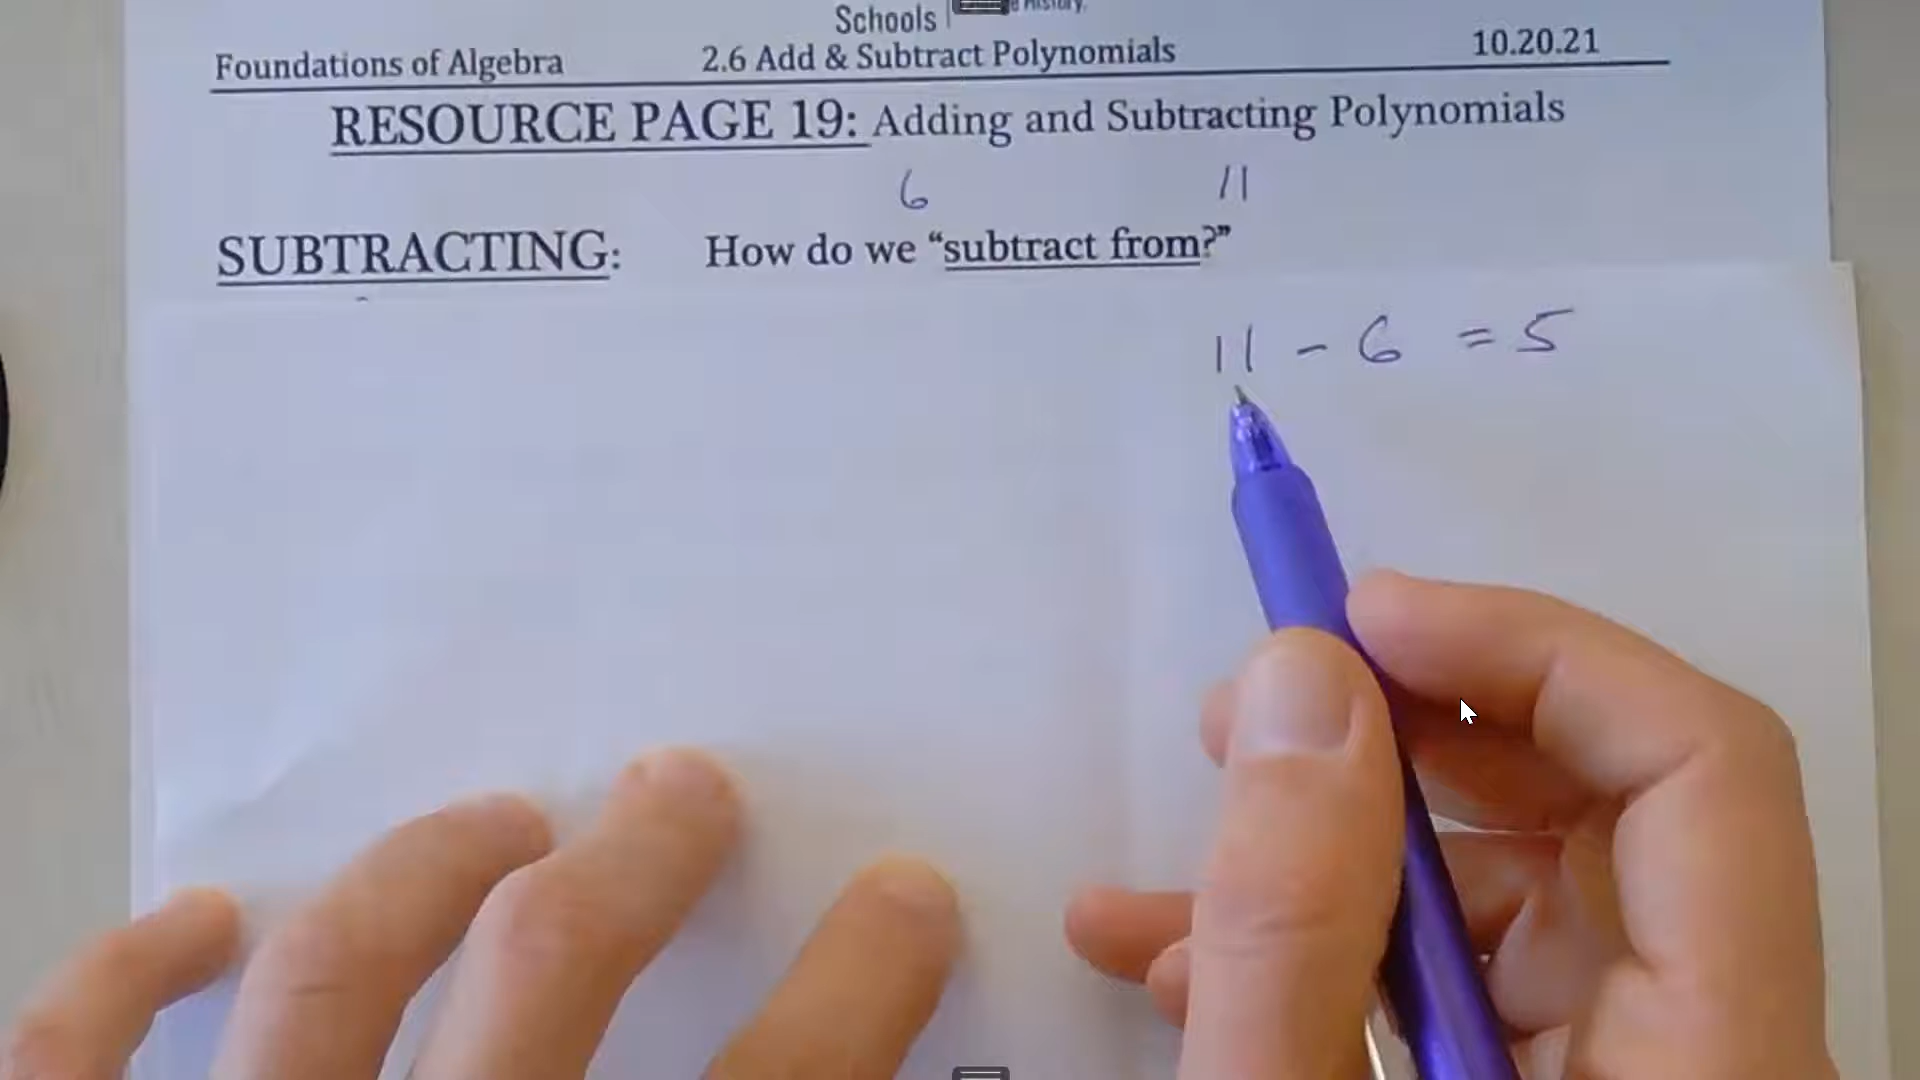 Schools
Foundations of Algebra 2.6 Add & Subtract Polynomials 10.20.21
RESOURCE PAGE 19: Adding and Subtracting Polynomials
6 11
SUBTRACTING: How do we “subtract from?”
11 - 6 = 5